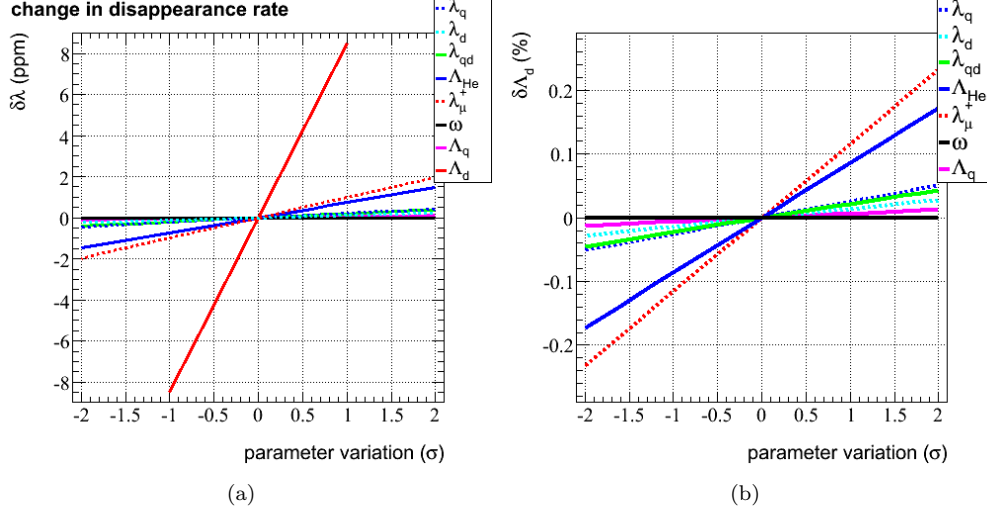 change in disappearance rate
δλ (ppm)
8
6
4
2
0
-2
-4
-6
-8
-2 -1.5 -1 -0.5 0 0.5 1 1.5 2
parameter variation (σ)
λq
λd
λqd
ΛHe
λμ+
ω
Λq
Λd
(a)
δΛd (%)
0.2
0.1
0
-0.1
-0.2
-2 -1.5 -1 -0.5 0 0.5 1 1.5 2
parameter variation (σ)
λq
λd
λqd
ΛHe
λμ+
ω
Λq
(b)